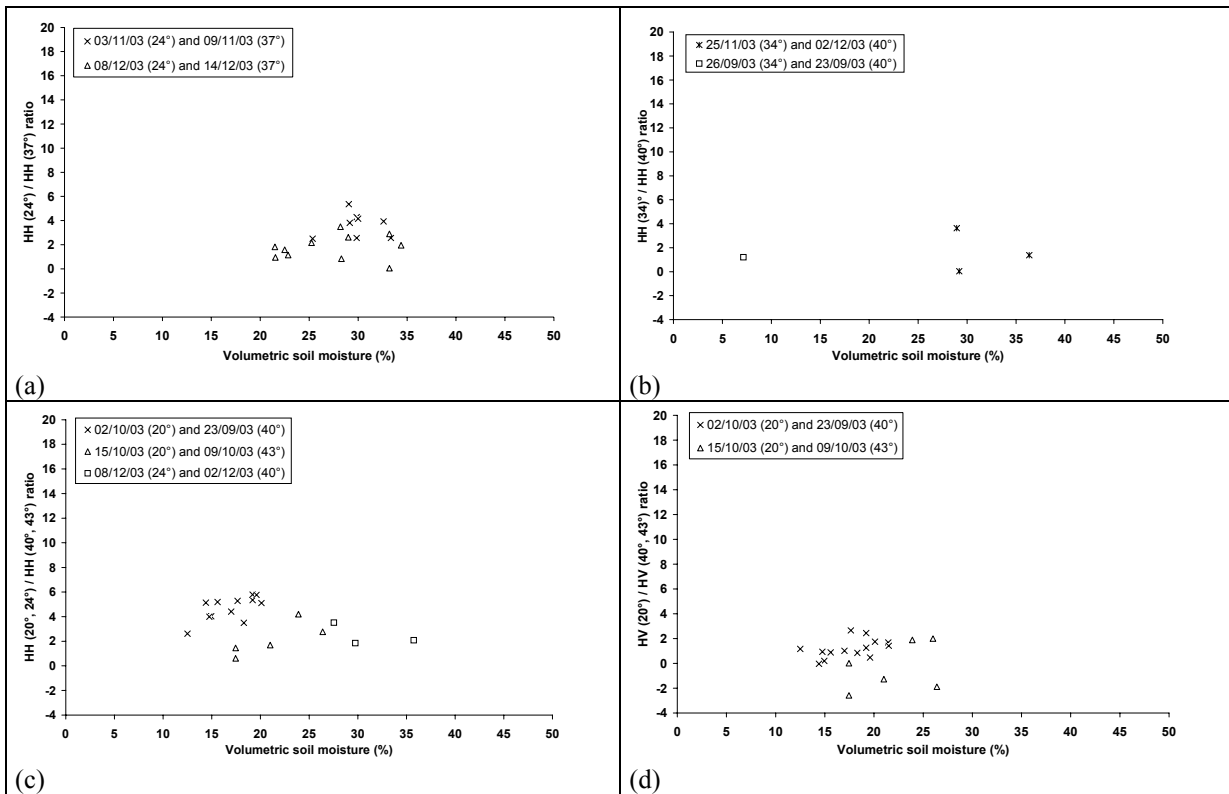 20
18
16
14
12
10
8
6
4
2
0
-2
-4
HH (24°) / HH (37°) ratio
03/11/03 (24°) and 09/11/03 (37°)
08/12/03 (24°) and 14/12/03 (37°)
0 5 10 15 20 25 30 35 40 45 50
Volumetric soil moisture (%)
(a)
20
18
16
14
12
10
8
6
4
2
0
-2
-4
HH (34)° / HH (40°) ratio
25/11/03 (34°) and 02/12/03 (40°)
26/09/03 (34°) and 23/09/03 (40°)
0 5 10 15 20 25 30 35 40 45 50
Volumetric soil moisture (%)
(b)
20
18
16
14
12
10
8
6
4
2
0
-2
-4
HH (20°, 24°) / HH (40°, 43°) ratio
02/10/03 (20°) and 23/09/03 (40°)
15/10/03 (20°) and 09/10/03 (43°)
08/12/03 (24°) and 02/12/03 (40°)
0 5 10 15 20 25 30 35 40 45 50
Volumetric soil moisture (%)
(c)
20
18
16
14
12
10
8
6
4
2
0
-2
-4
HV (20°) / HV (40°, 43°) ratio
02/10/03 (20°) and 23/09/03 (40°)
15/10/03 (20°) and 09/10/03 (43°)
0 5 10 15 20 25 30 35 40 45 50
Volumetric soil moisture (%)
(d)